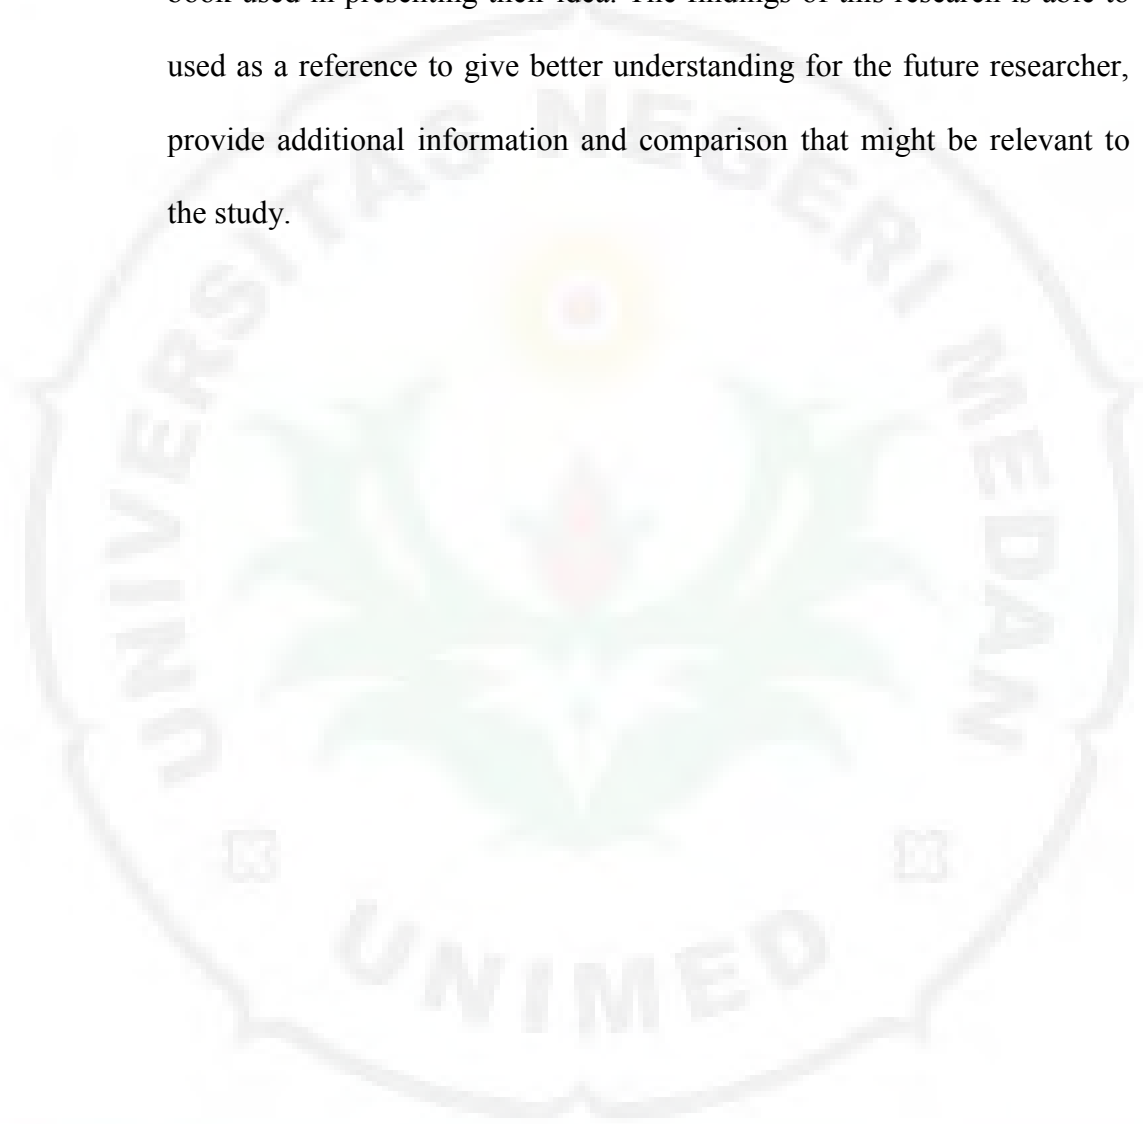 book used in presenting their idea. The findings of this research is able to
used as a reference to give better understanding for the future researcher,
provide additional information and comparison that might be relevant to
the study.
UNIVERSITAS NEGERI MEDAN
UNIMED